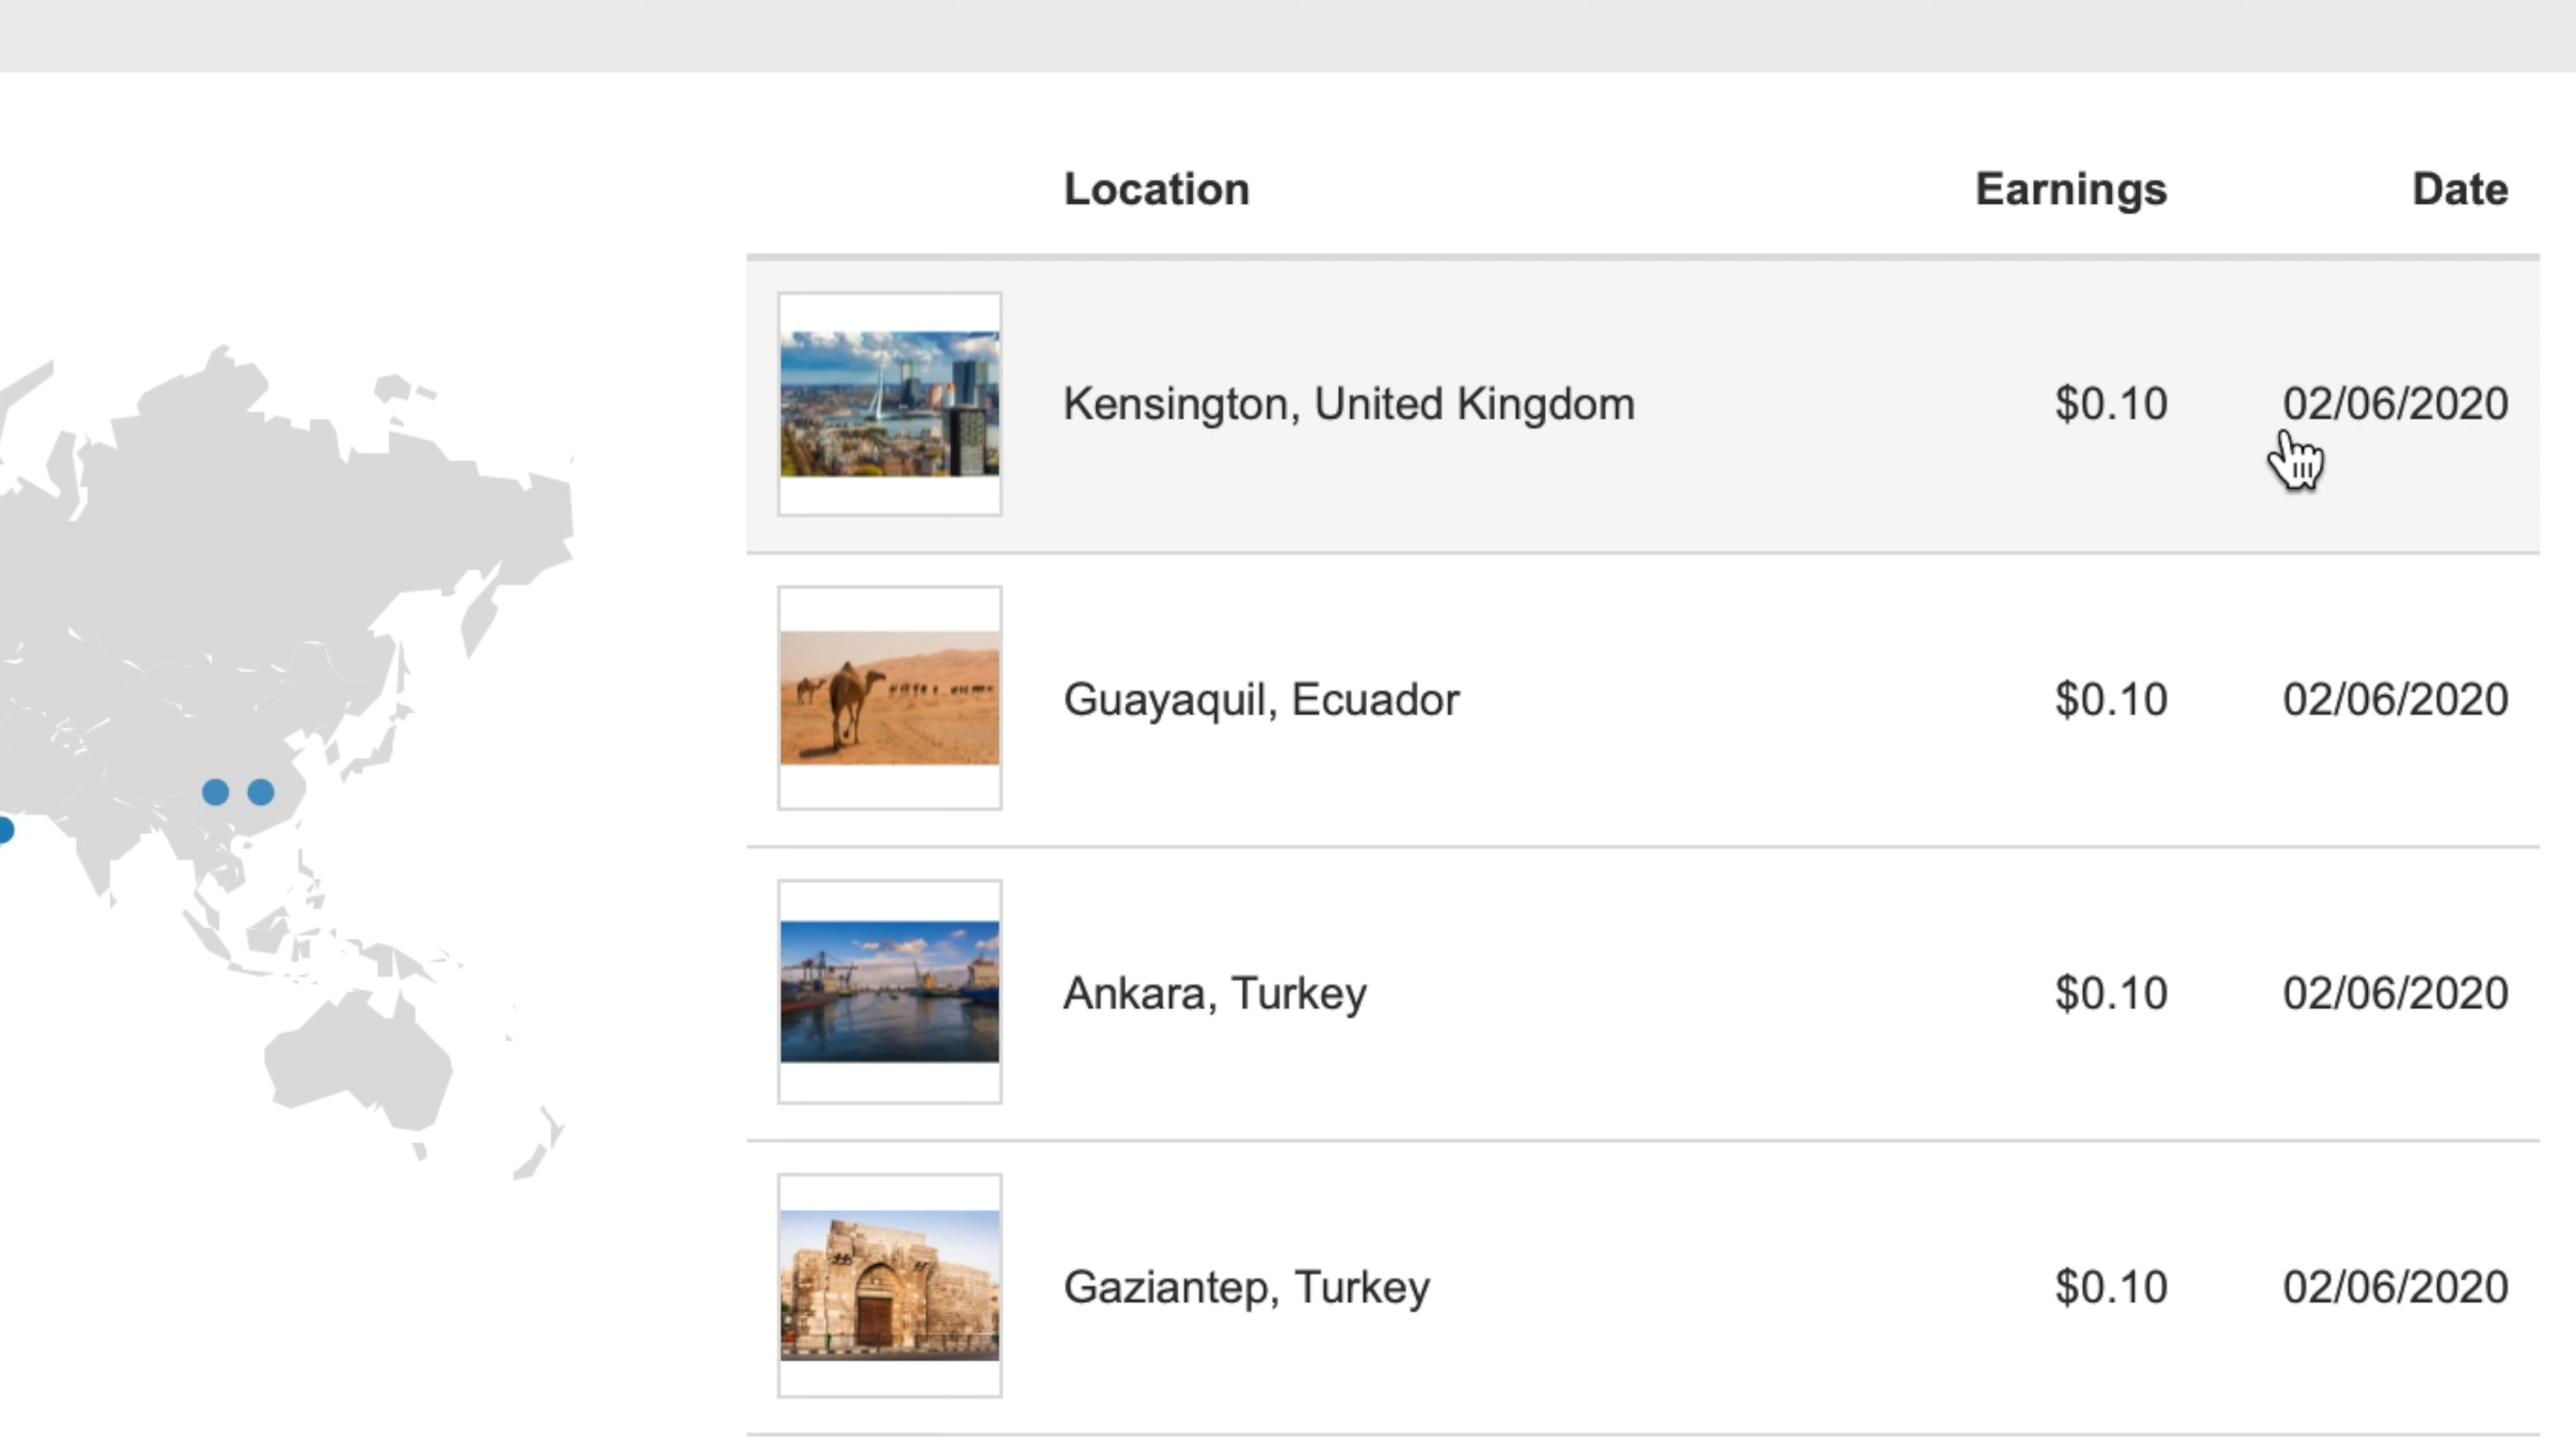 Location Earnings Date
Kensington, United Kingdom $0.10 02/06/2020
Guayaquil, Ecuador $0.10 02/06/2020
Ankara, Turkey $0.10 02/06/2020
Gaziantep, Turkey $0.10 02/06/2020